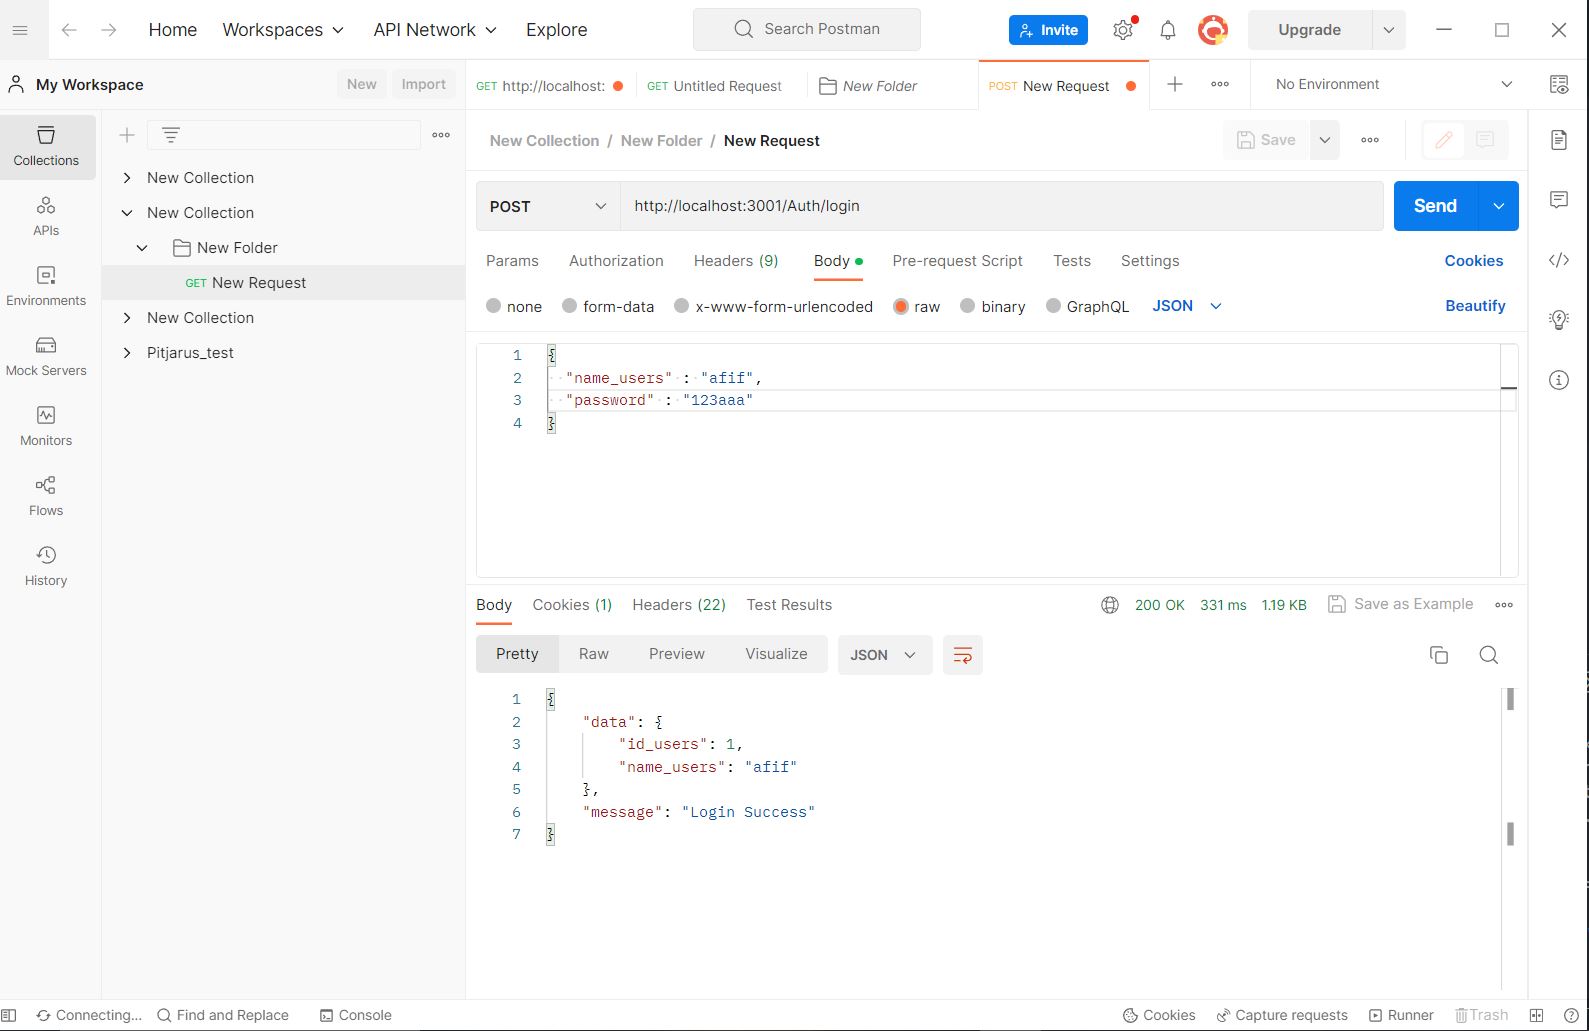 Home
Workspaces
API Network
Explore
Search Postman
Invite
Upgrade
My Workspace
New
Import
GET http://localhost:
GET Untitled Request
New Folder
POST New Request
No Environment
Collections
APIs
Environments
Mock Servers
Monitors
Flows
History
New Collection
New Collection
New Folder
GET New Request
New Collection
Pitjarus_test
New Collection / New Folder / New Request
Save
POST
http://localhost:3001/Auth/login
Send
Params
Authorization
Headers (9)
Body
Pre-request Script
Tests
Settings
Cookies
none
form-data
x-www-form-urlencoded
raw
binary
GraphQL
JSON
Beautify
1 {
2 "name_users" : "afif",
3 "password" : "123aaa"
4 }
Body
Cookies (1)
Headers (22)
Test Results
200 OK
331 ms
1.19 KB
Save as Example
Pretty
Raw
Preview
Visualize
JSON
1 {
2 "data": {
3 "id_users": 1,
4 "name_users": "afif"
5 },
6 "message": "Login Success"
7 }
Connecting...
Find and Replace
Console
Cookies
Capture requests
Runner
Trash